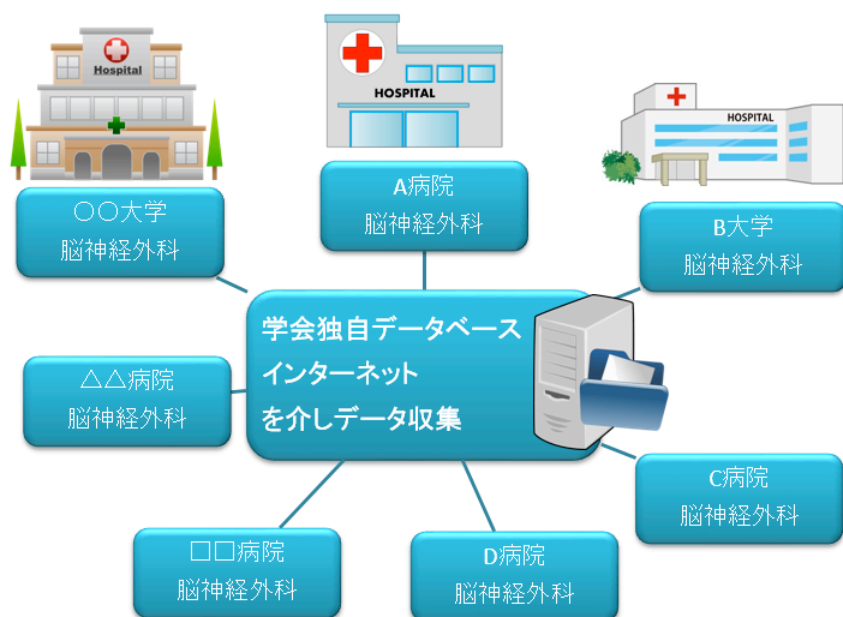 Hospital
HOSPITAL
HOSPITAL
〇〇大学
脳神経外科
A病院
脳神経外科
B大学
脳神経外科
学会独自データベース
インターネット
を介しデータ収集
△△病院
脳神経外科
C病院
脳神経外科
□□病院
脳神経外科
D病院
脳神経外科